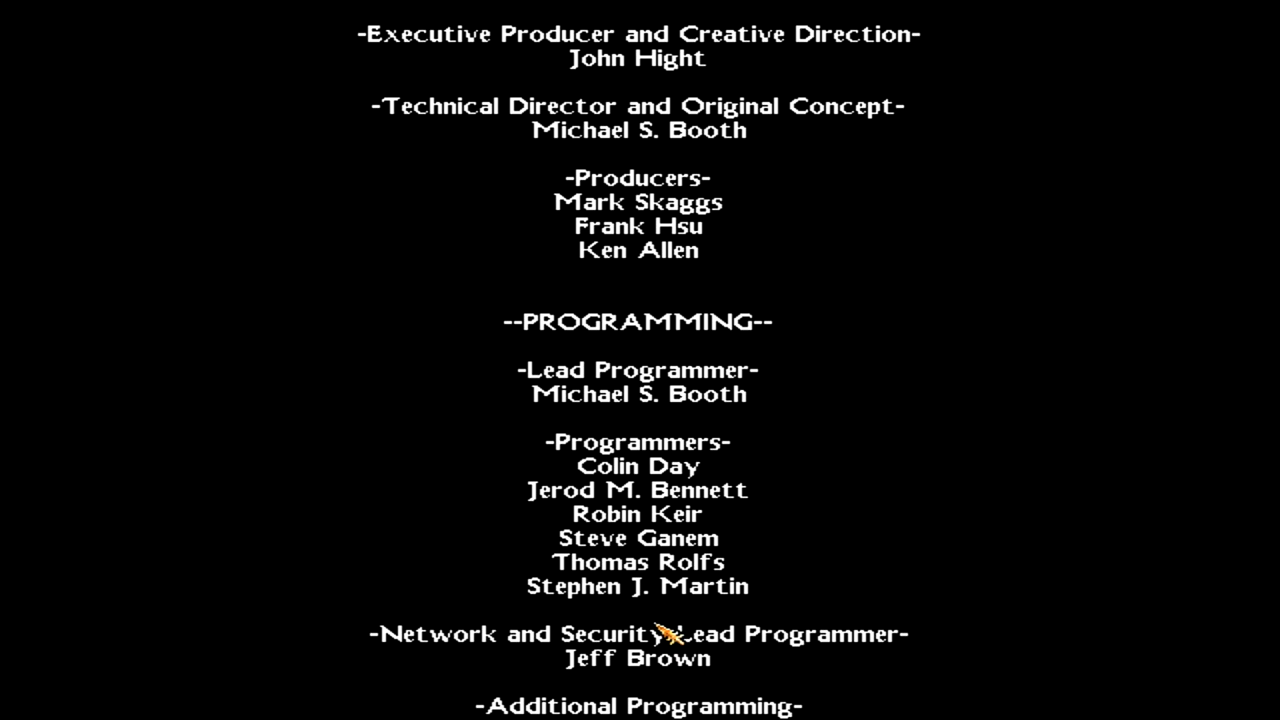 -Executive Producer and Creative Direction-
John Hight
-Technical Director and Original Concept-
Michael S. Booth
-Producers-
Mark Skaggs
Frank Hsu
Ken Allen
--PROGRAMMING--
-Lead Programmer-
Michael S. Booth
-Programmers-
Colin Day
Jerod M. Bennett
Robin Keir
Steve Ganem
Thomas Rolfs
Stephen J. Martin
-Network and Security Lead Programmer-
Jeff Brown
-Additional Programming-